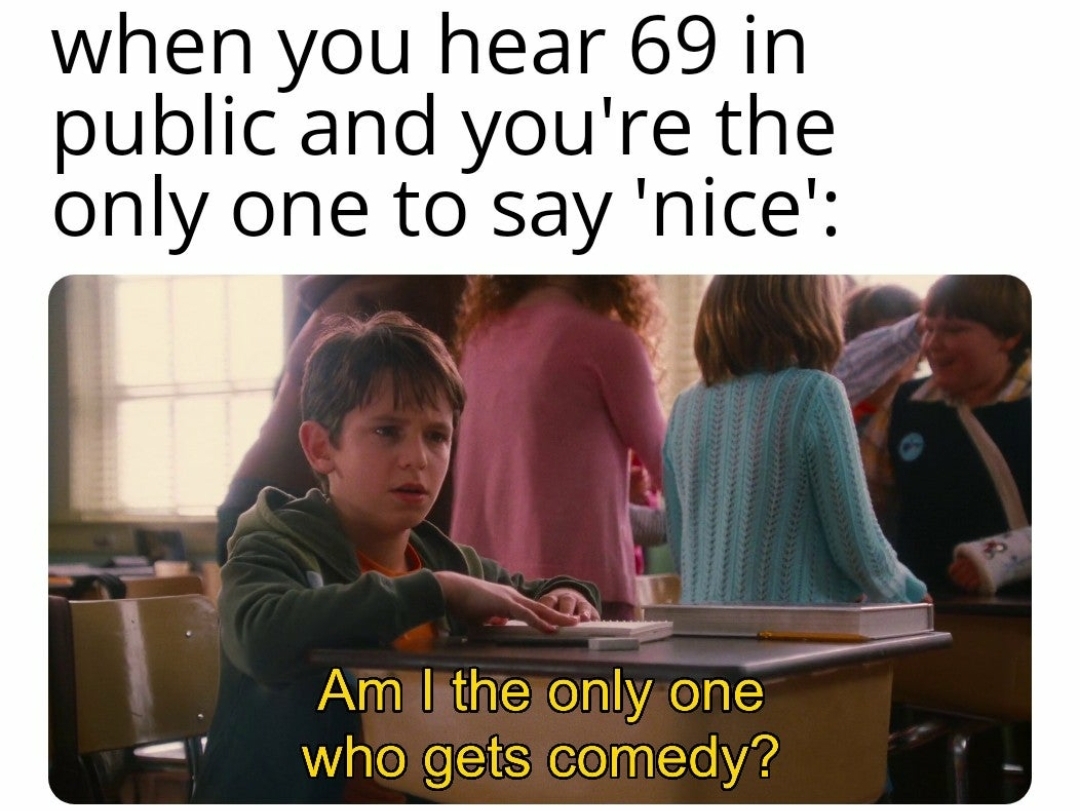 when you hear 69 in
public and you're the
only one to say 'nice':
Am I the only one
who gets comedy?